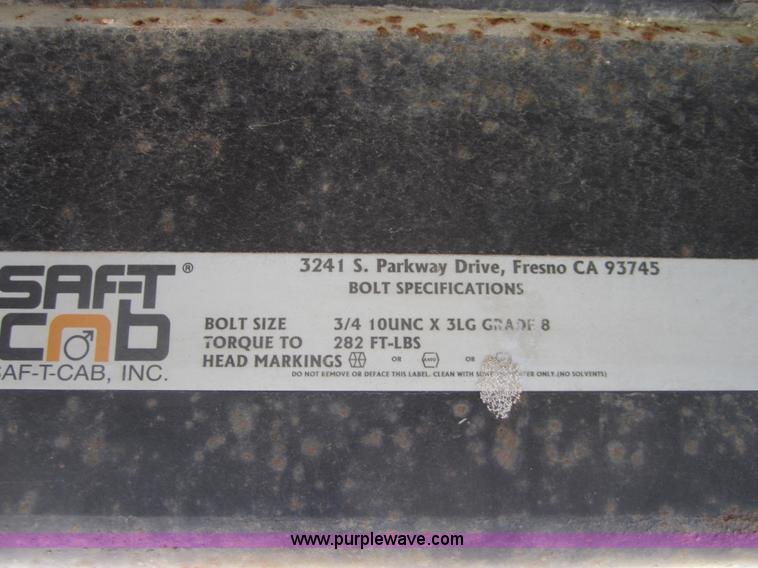 SAF-T ®
CAB
SAF-T-CAB, INC.
3241 S. Parkway Drive, Fresno CA 93745
BOLT SPECIFICATIONS
BOLT SIZE 3/4 10UNC X 3LG GRADE 8
TORQUE TO 282 FT-LBS
HEAD MARKINGS OR OR
DO NOT REMOVE OR DEFACE THIS LABEL. CLEAN WITH ONLY.(NO SOLVENTS)
www.purplewave.com